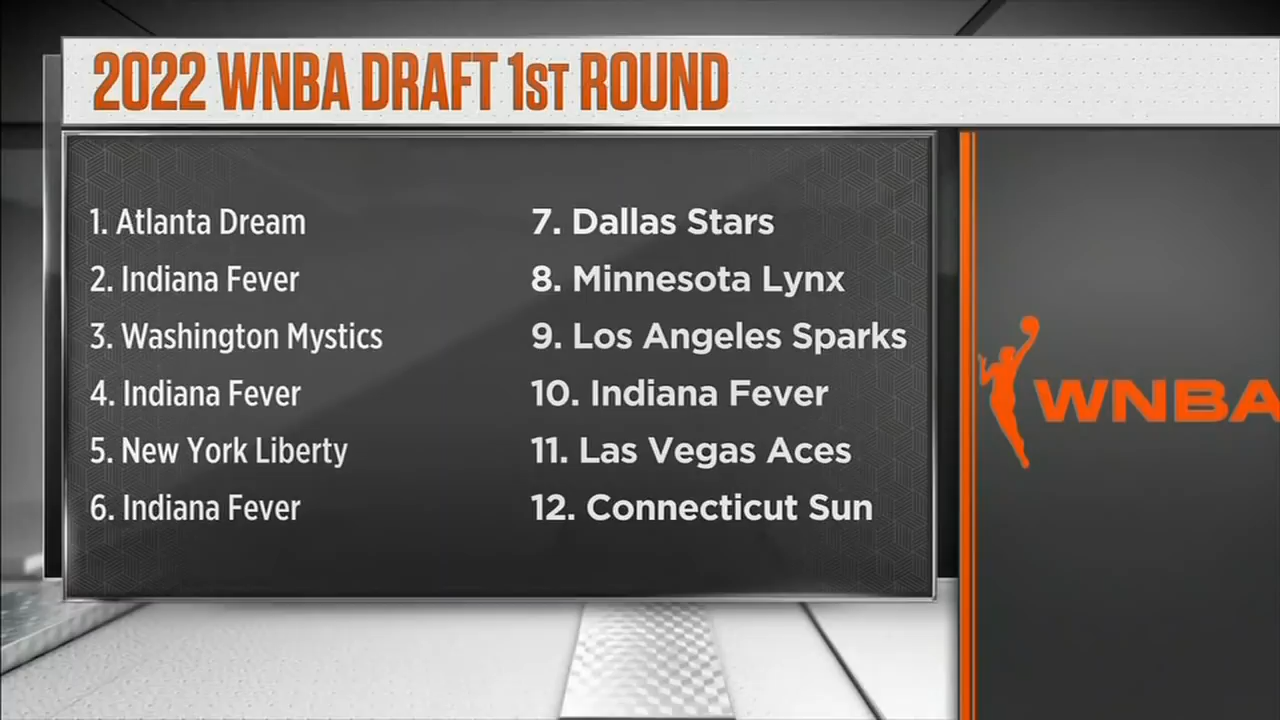 2022 WNBA DRAFT 1ST ROUND
1. Atlanta Dream
2. Indiana Fever
3. Washington Mystics
4. Indiana Fever
5. New York Liberty
6. Indiana Fever
7. Dallas Stars
8. Minnesota Lynx
9. Los Angeles Sparks
10. Indiana Fever
11. Las Vegas Aces
12. Connecticut Sun
WNBA